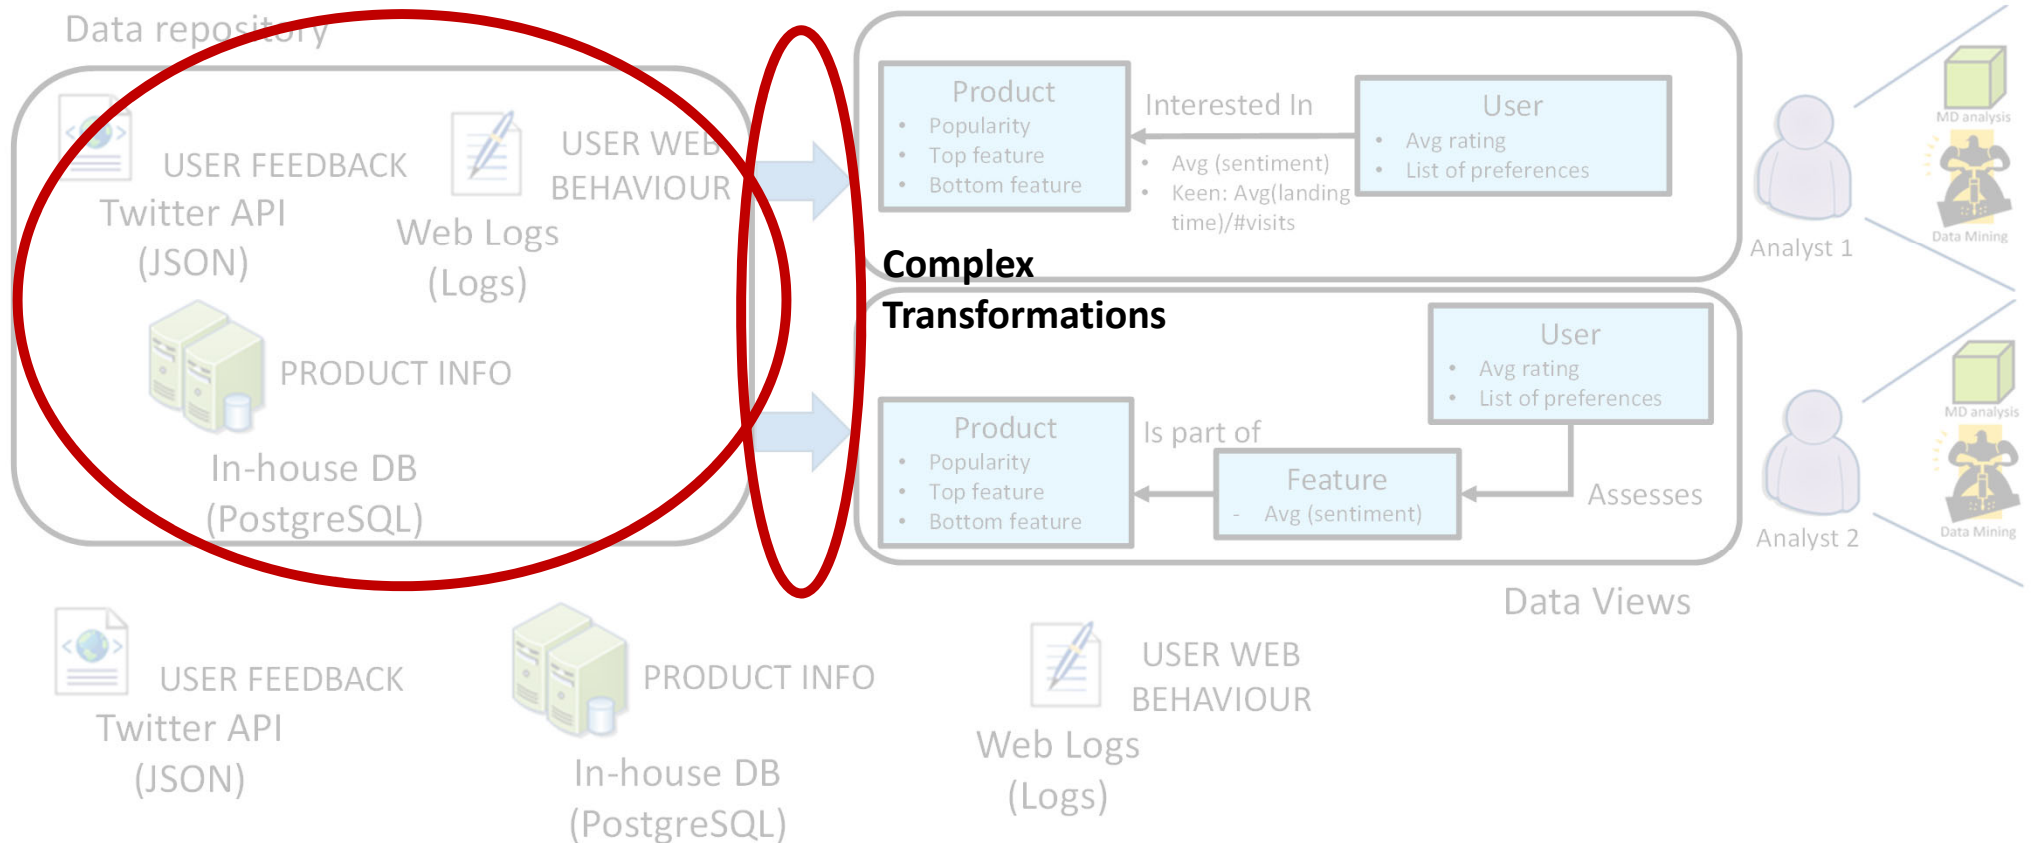 Data repository
USER FEEDBACK
Twitter API
(JSON)
USER WEB
BEHAVIOUR
Web Logs
(Logs)
PRODUCT INFO
In-house DB
(PostgreSQL)
Product
• Popularity
• Top feature
• Bottom feature
Interested In
• Avg (sentiment)
• Keen: Avg(landing
time)/#visits
User
• Avg rating
• List of preferences
Complex
Transformations
Analyst 1
MD analysis
Data Mining
Product
• Popularity
• Top feature
• Bottom feature
Is part of
Feature
- Avg (sentiment)
User
• Avg rating
• List of preferences
Assesses
Analyst 2
MD analysis
Data Mining
Data Views
USER FEEDBACK
Twitter API
(JSON)
PRODUCT INFO
In-house DB
(PostgreSQL)
USER WEB
BEHAVIOUR
Web Logs
(Logs)